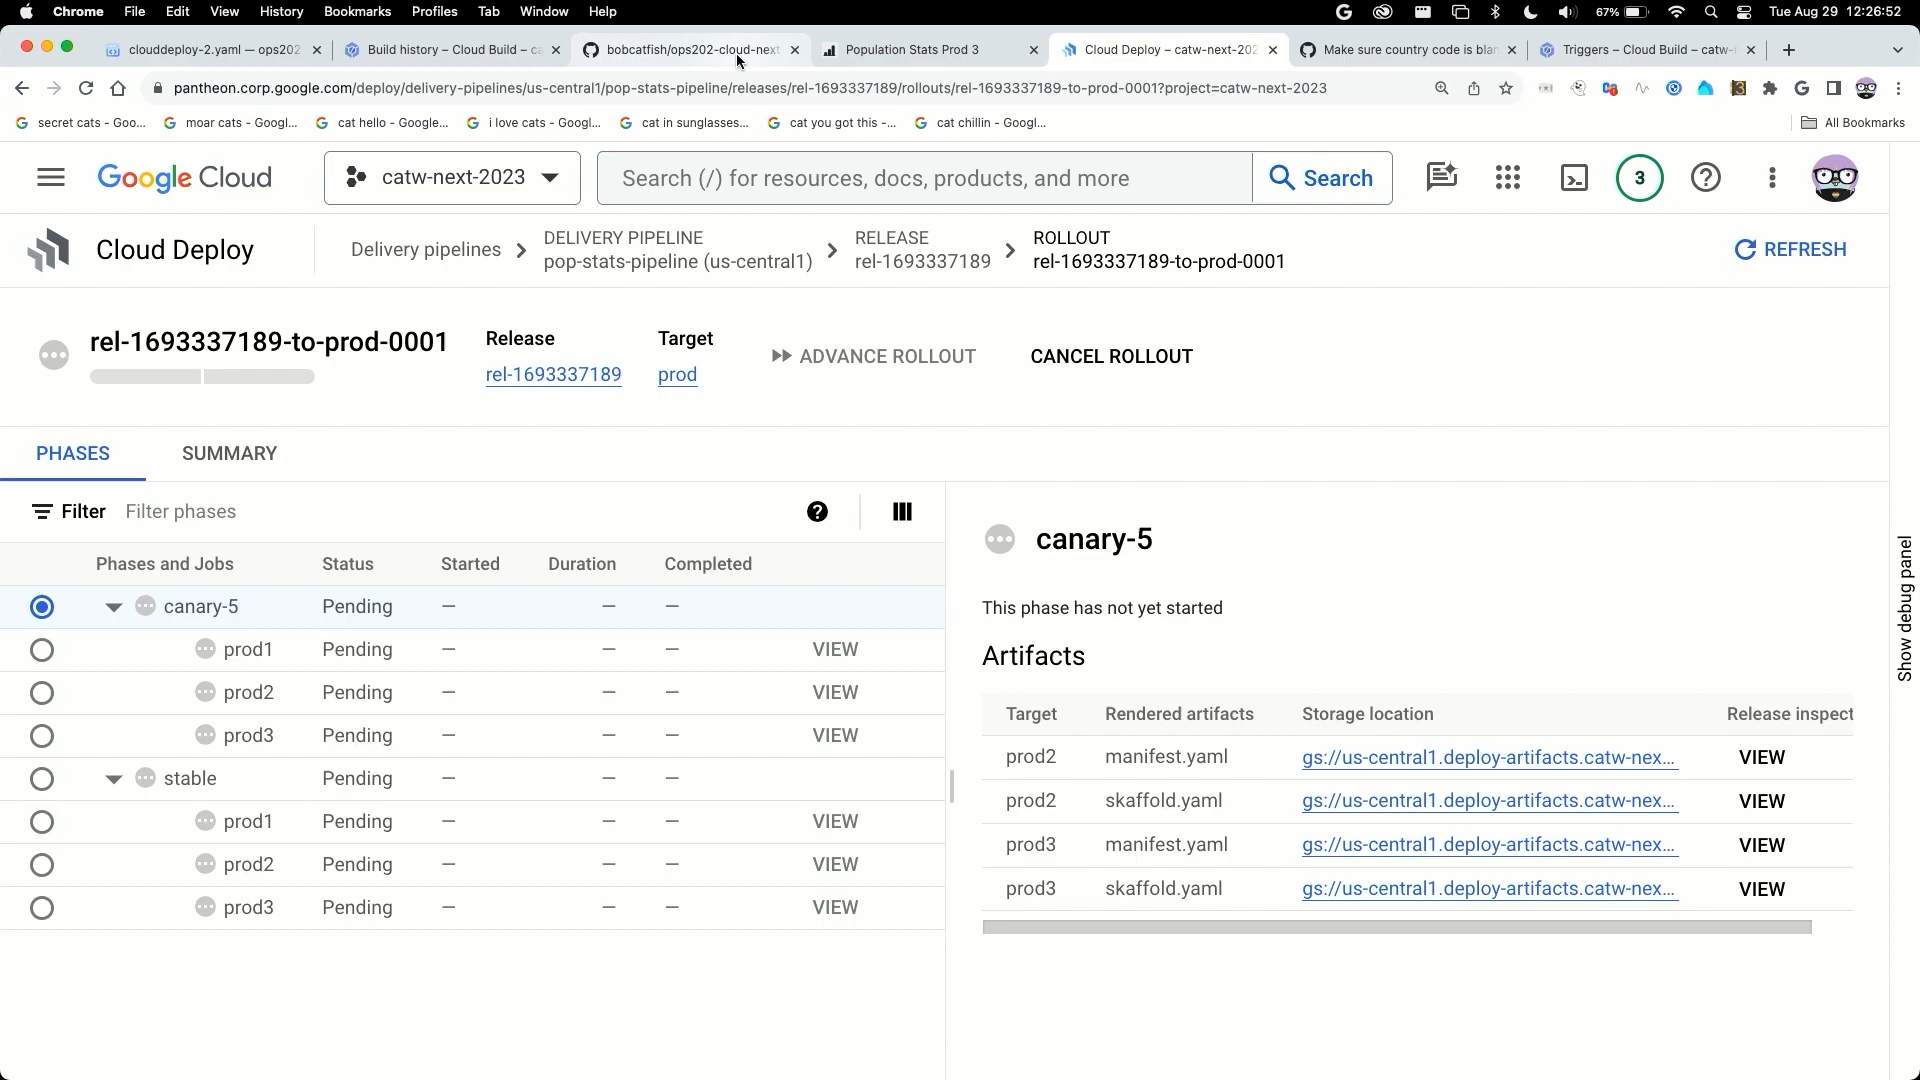 Chrome File Edit View History Bookmarks Profiles Tab Window Help 67% Tue Aug 29 12:26:52
clouddeploy-2.yaml — ops202 Build history – Cloud Build – ca bobcatfish/ops202-cloud-next Population Stats Prod 3 Cloud Deploy – catw-next-202 Make sure country code is blan Triggers – Cloud Build – catw-
pantheon.corp.google.com/deploy/delivery-pipelines/us-central1/pop-stats-pipeline/releases/rel-1693337189/rollouts/rel-1693337189-to-prod-0001?project=catw-next-2023
secret cats - Goo... moar cats - Googl... cat hello - Google... i love cats - Googl... cat in sunglasses... cat you got this -... cat chillin - Googl... All Bookmarks
Google Cloud catw-next-2023 Search (/) for resources, docs, products, and more Search 3
Cloud Deploy Delivery pipelines DELIVERY PIPELINE RELEASE ROLLOUT REFRESH
pop-stats-pipeline (us-central1) rel-1693337189 rel-1693337189-to-prod-0001
rel-1693337189-to-prod-0001 Release Target ADVANCE ROLLOUT CANCEL ROLLOUT
rel-1693337189 prod
PHASES SUMMARY
Filter Filter phases
Phases and Jobs Status Started Duration Completed
canary-5 Pending — — —
prod1 Pending — — — VIEW
prod2 Pending — — — VIEW
prod3 Pending — — — VIEW
stable Pending — — —
prod1 Pending — — — VIEW
prod2 Pending — — — VIEW
prod3 Pending — — — VIEW
canary-5
This phase has not yet started
Artifacts
Target Rendered artifacts Storage location Release inspect
prod2 manifest.yaml gs://us-central1.deploy-artifacts.catw-nex... VIEW
prod2 skaffold.yaml gs://us-central1.deploy-artifacts.catw-nex... VIEW
prod3 manifest.yaml gs://us-central1.deploy-artifacts.catw-nex... VIEW
prod3 skaffold.yaml gs://us-central1.deploy-artifacts.catw-nex... VIEW
Show debug panel